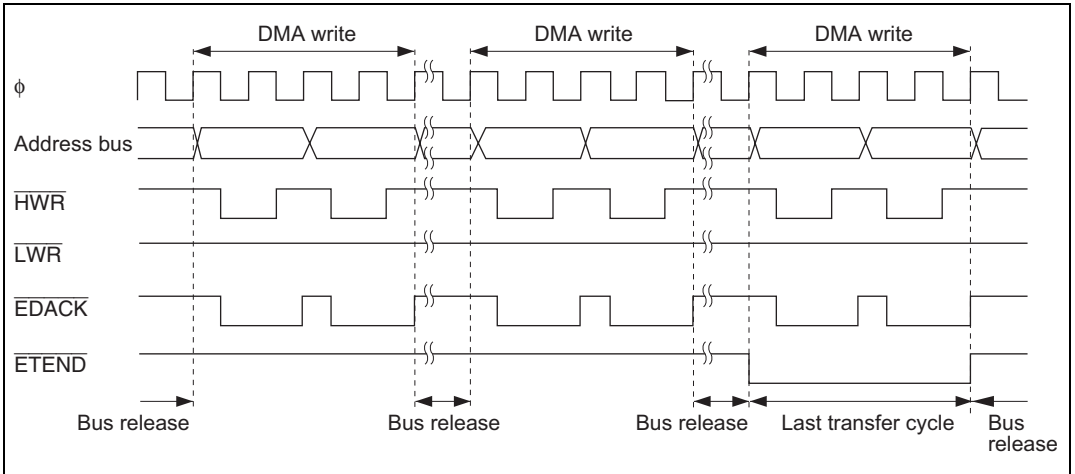 DMA write DMA write DMA write
ϕ
Address bus
HWR
LWR
EDACK
ETEND
Bus release Bus release Bus release Last transfer cycle Bus release